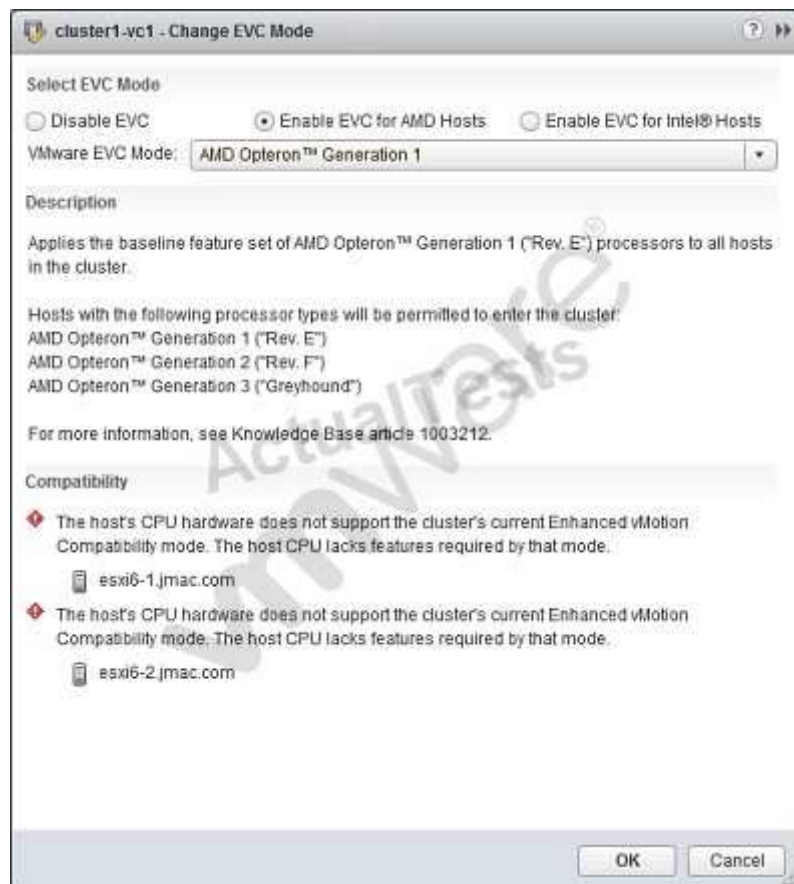 cluster1-vc1 - Change EVC Mode
?
Select EVC Mode
Disable EVC
Enable EVC for AMD Hosts
Enable EVC for Intel® Hosts
VMware EVC Mode:
AMD Opteron™ Generation 1
Description
Applies the baseline feature set of AMD Opteron™ Generation 1 ("Rev. E") processors to all hosts
in the cluster.
Hosts with the following processor types will be permitted to enter the cluster:
AMD Opteron™ Generation 1 ("Rev. E")
AMD Opteron™ Generation 2 ("Rev. F")
AMD Opteron™ Generation 3 ("Greyhound")
For more information, see Knowledge Base article 1003212.
ActualTests
vmware®
Compatibility
The host's CPU hardware does not support the cluster's current Enhanced vMotion
Compatibility mode. The host CPU lacks features required by that mode.
esxi6-1.jmac.com
The host's CPU hardware does not support the cluster's current Enhanced vMotion
Compatibility mode. The host CPU lacks features required by that mode.
esxi6-2.jmac.com
OK
Cancel